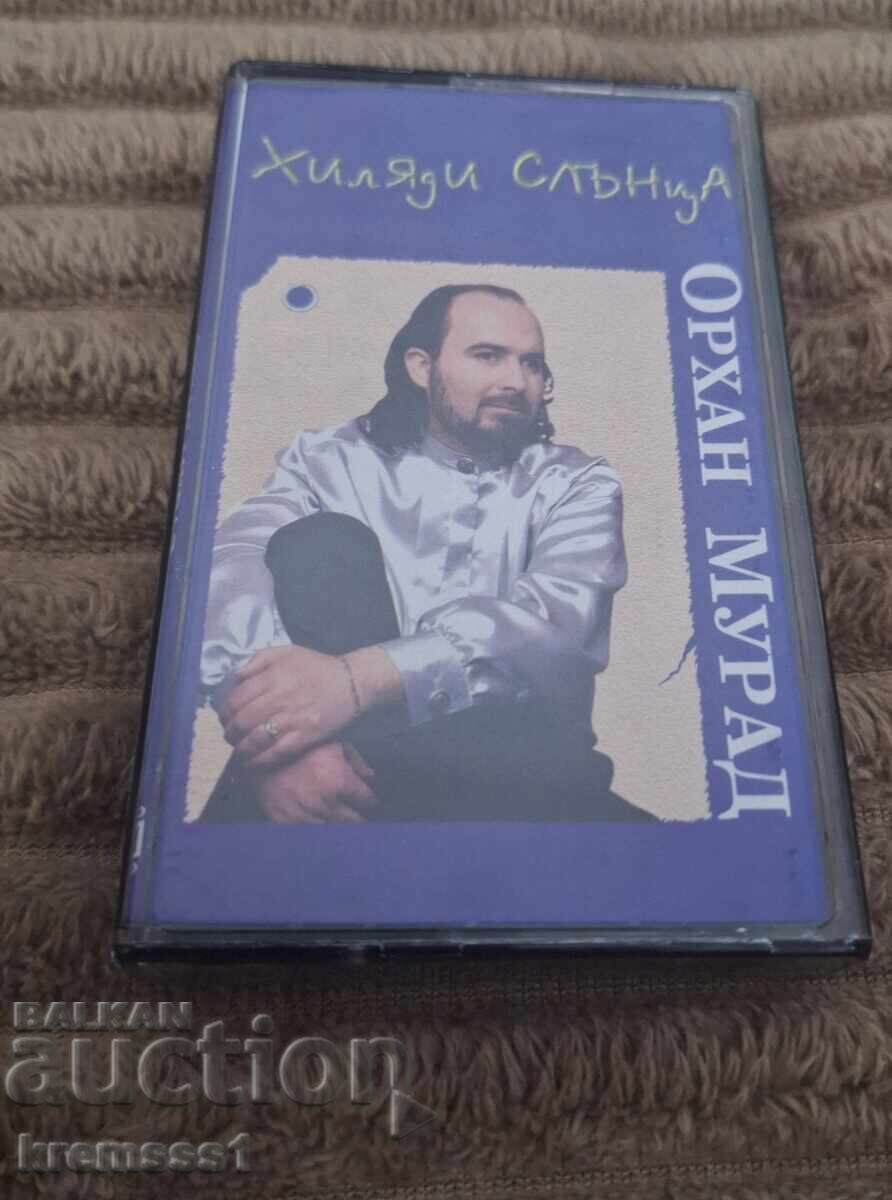 Хиляди Слънца
Орхан Мурад
BALKAN
auction
kremsss1